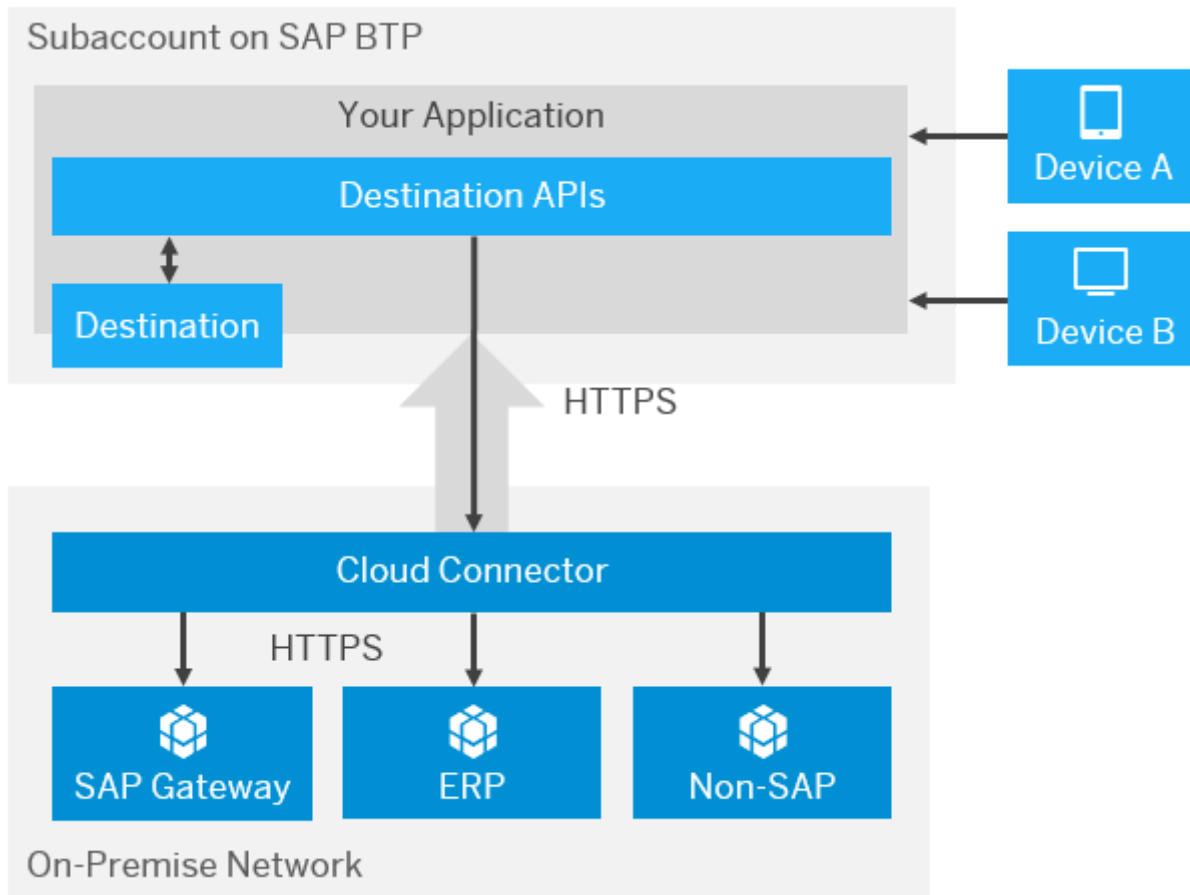 Subaccount on SAP BTP
Your Application
Destination APIs
Destination
Device A
Device B
HTTPS
Cloud Connector
HTTPS
SAP Gateway
ERP
Non-SAP
On-Premise Network